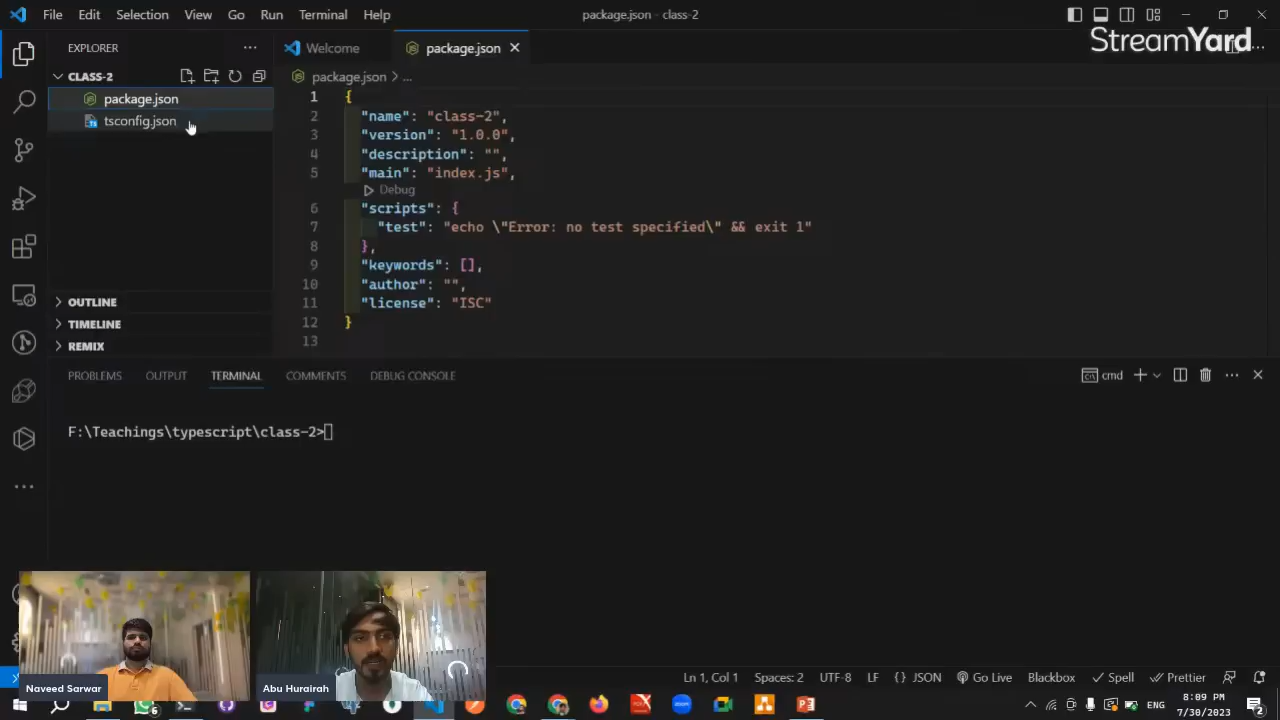 File Edit Selection View Go Run Terminal Help
package.json - class-2
StreamYard
EXPLORER
CLASS-2
package.json
tsconfig.json
OUTLINE
TIMELINE
REMIX
Welcome
package.json
package.json > ...
1 {
2 "name": "class-2",
3 "version": "1.0.0",
4 "description": "",
5 "main": "index.js",
Debug
6 "scripts": {
7 "test": "echo \"Error: no test specified\" && exit 1"
8 },
9 "keywords": [],
10 "author": "",
11 "license": "ISC"
12 }
13
PROBLEMS OUTPUT TERMINAL COMMENTS DEBUG CONSOLE
cmd
F:\Teachings\typescript\class-2>
Naveed Sarwar
Abu Hurairah
Ln 1, Col 1 Spaces: 2 UTF-8 LF { } JSON Go Live Blackbox Spell Prettier
6
ENG
8:09 PM
7/30/2023
2